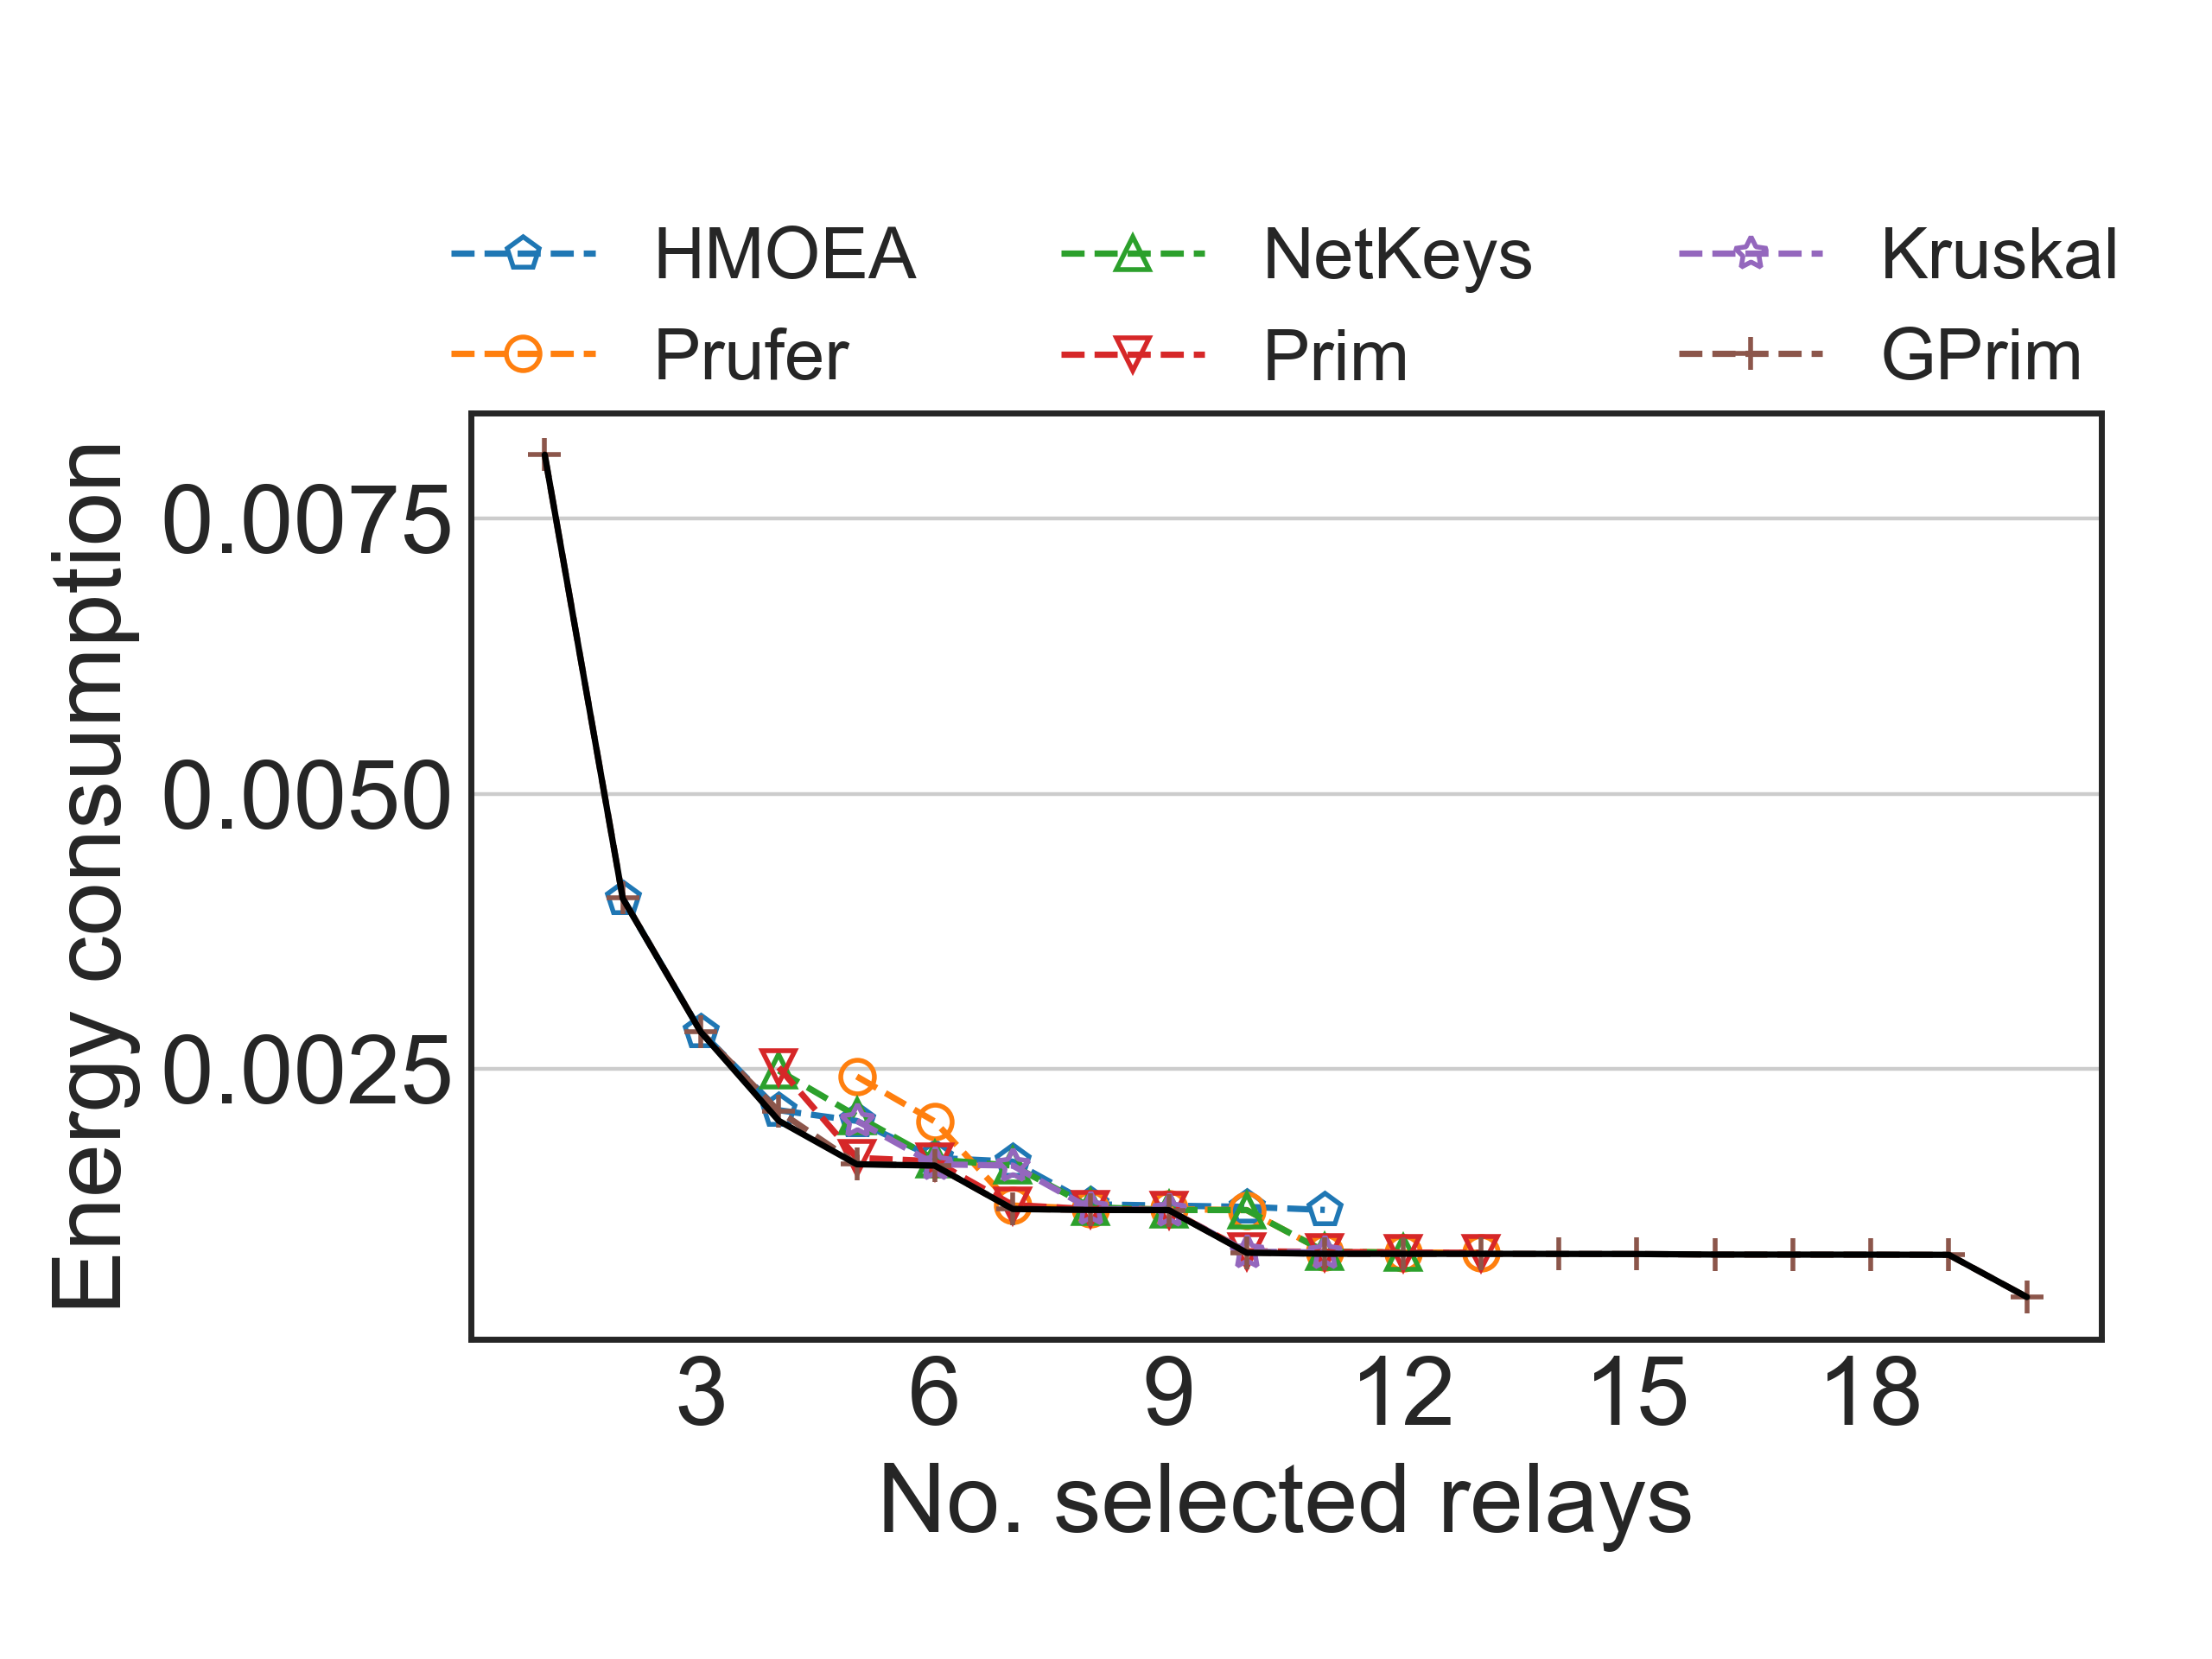 HMOEA NetKeys Kruskal
Prufer Prim GPrim
Energy consumption
0.0075
0.0050
0.0025
3 6 9 12 15 18
No. selected relays